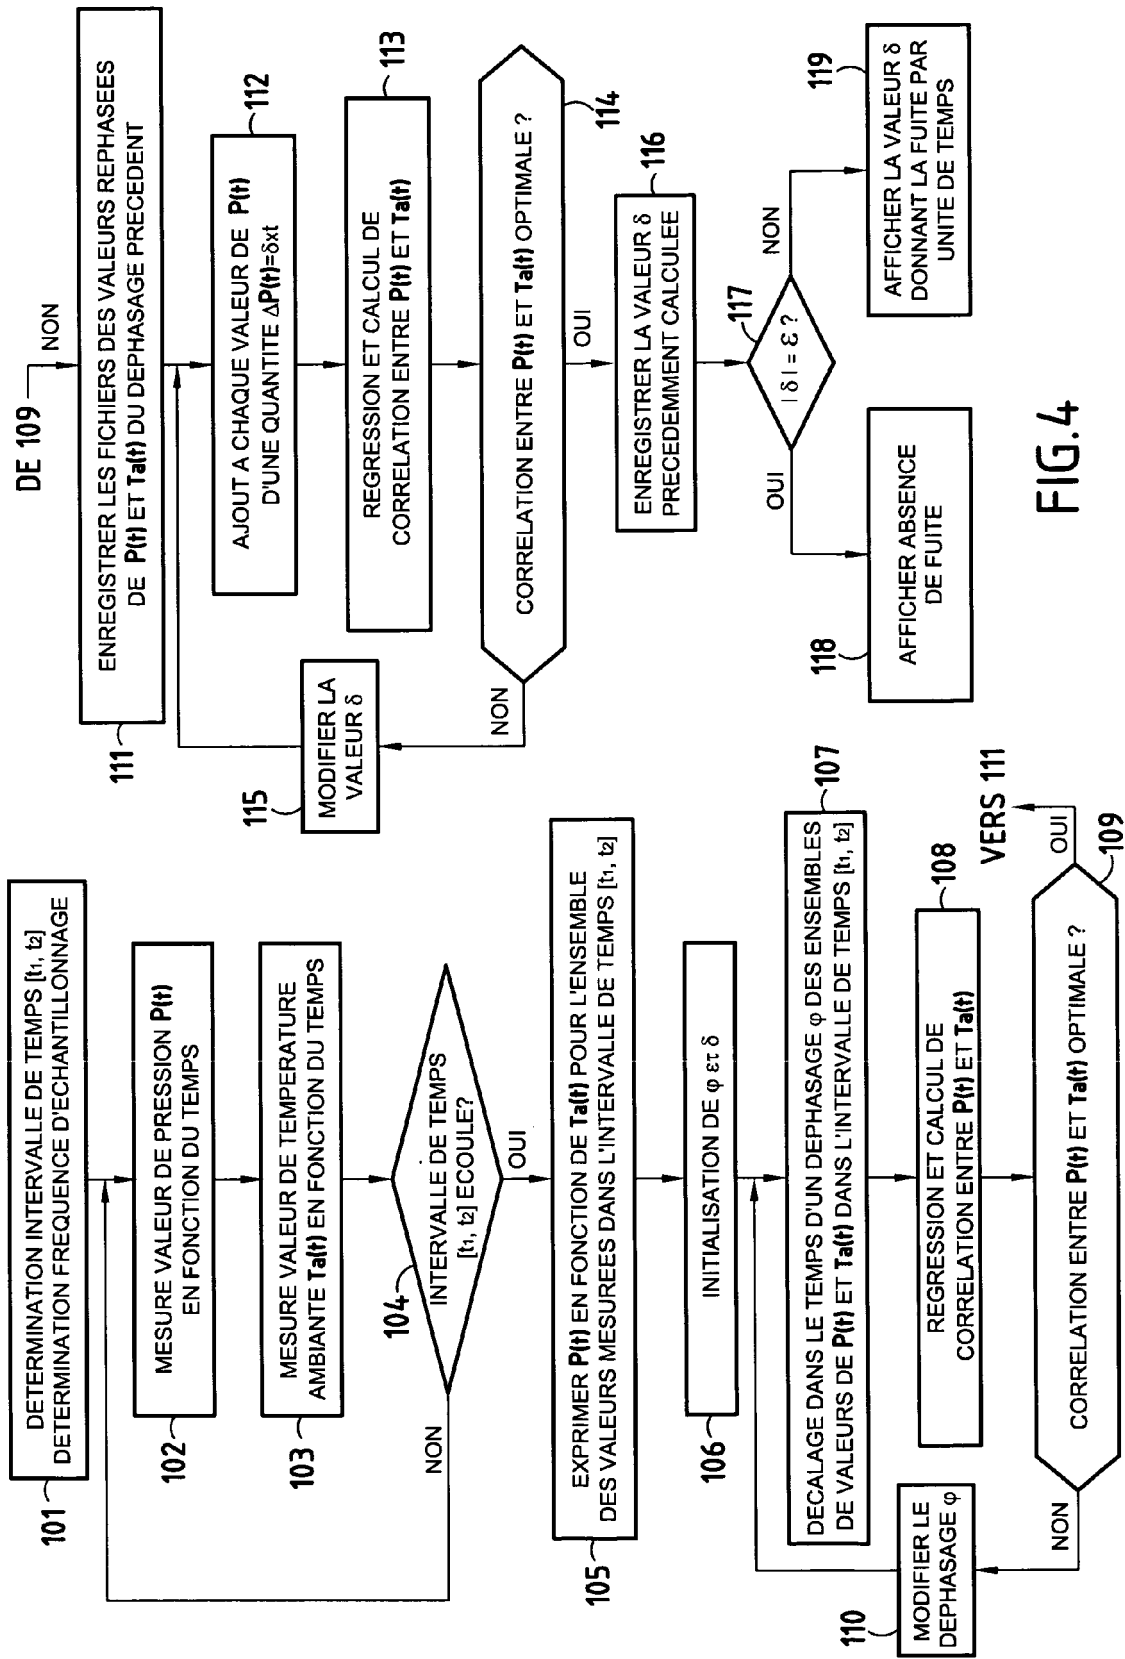 DETERMINATION INTERVALLE DE TEMPS [t₁, t₂]
DETERMINATION FREQUENCE D'ECHANTILLONNAGE
101
MESURE VALEUR DE PRESSION P(t)
EN FONCTION DU TEMPS
102
MESURE VALEUR DE TEMPERATURE
AMBIANTE Ta(t) EN FONCTION DU TEMPS
103
INTERVALLE DE TEMPS
[t₁, t₂] ECOULE?
104
NON
OUI
EXPRIMER P(t) EN FONCTION DE Ta(t) POUR L'ENSEMBLE
DES VALEURS MESUREES DANS L'INTERVALLE DE TEMPS [t₁, t₂]
105
INITIALISATION DE φ ετ δ
106
DECALAGE DANS LE TEMPS D'UN DEPHASAGE φ DES ENSEMBLES
DE VALEURS DE P(t) ET Ta(t) DANS L'INTERVALLE DE TEMPS [t₁, t₂]
107
REGRESSION ET CALCUL DE
CORRELATION ENTRE P(t) ET Ta(t)
108
CORRELATION ENTRE P(t) ET Ta(t) OPTIMALE ?
109
NON
OUI
VERS 111
MODIFIER LE
DEPHASAGE φ
110
DE 109
NON
ENREGISTRER LES FICHIERS DES VALEURS REPHASEES
DE P(t) ET Ta(t) DU DEPHASAGE PRECEDENT
111
AJOUT A CHAQUE VALEUR DE P(t)
D'UNE QUANTITE ΔP(t)=δxt
112
REGRESSION ET CALCUL DE
CORRELATION ENTRE P(t) ET Ta(t)
113
CORRELATION ENTRE P(t) ET Ta(t) OPTIMALE ?
114
NON
OUI
MODIFIER LA
VALEUR δ
115
ENREGISTRER LA VALEUR δ
PRECEDEMMENT CALCULEE
116
| δ | = ε ?
117
OUI
NON
AFFICHER ABSENCE
DE FUITE
118
AFFICHER LA VALEUR δ
DONNANT LA FUITE PAR
UNITE DE TEMPS
119
FIG.4